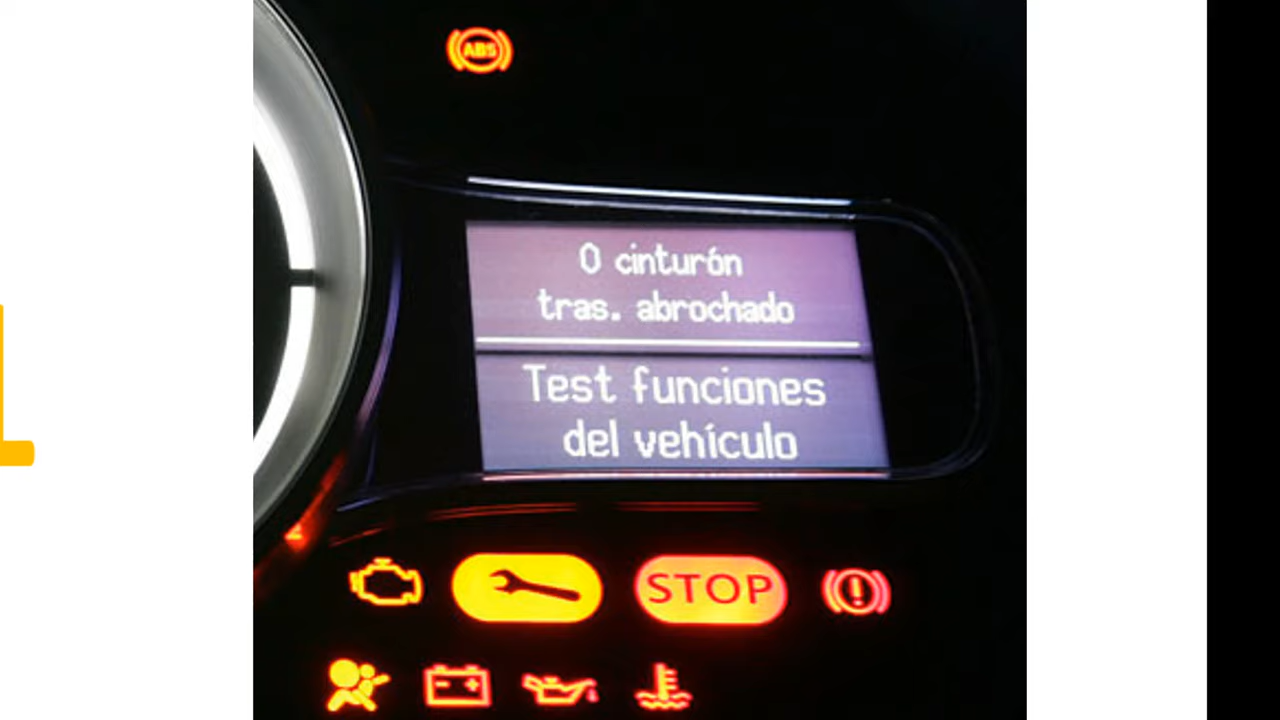 ABS
0 cinturón
tras. abrochado
Test funciones
del vehículo
STOP